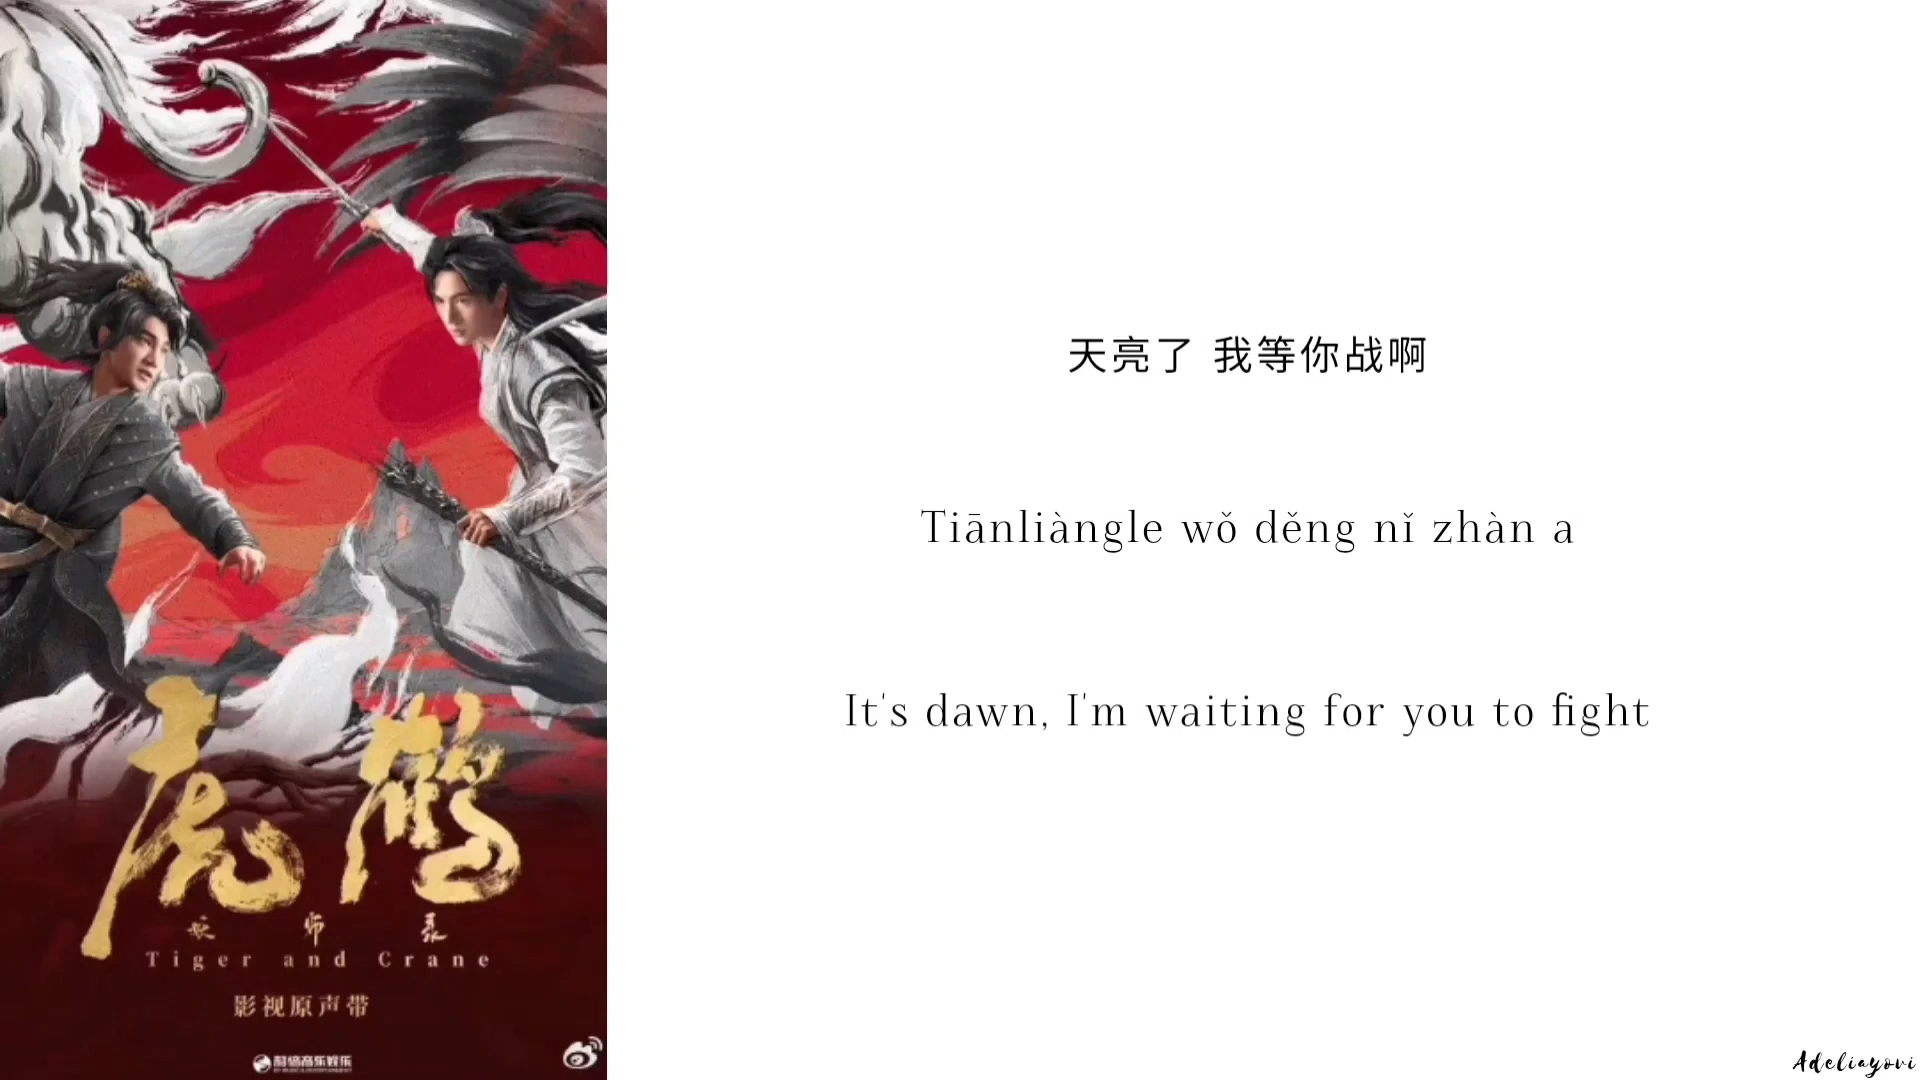 虎鹤
妖师录
Tiger and Crane
影视原声带
天亮了 我等你战啊
Tiānliàngle wǒ děng nǐ zhàn a
It's dawn, I'm waiting for you to fight
Adeliayovi